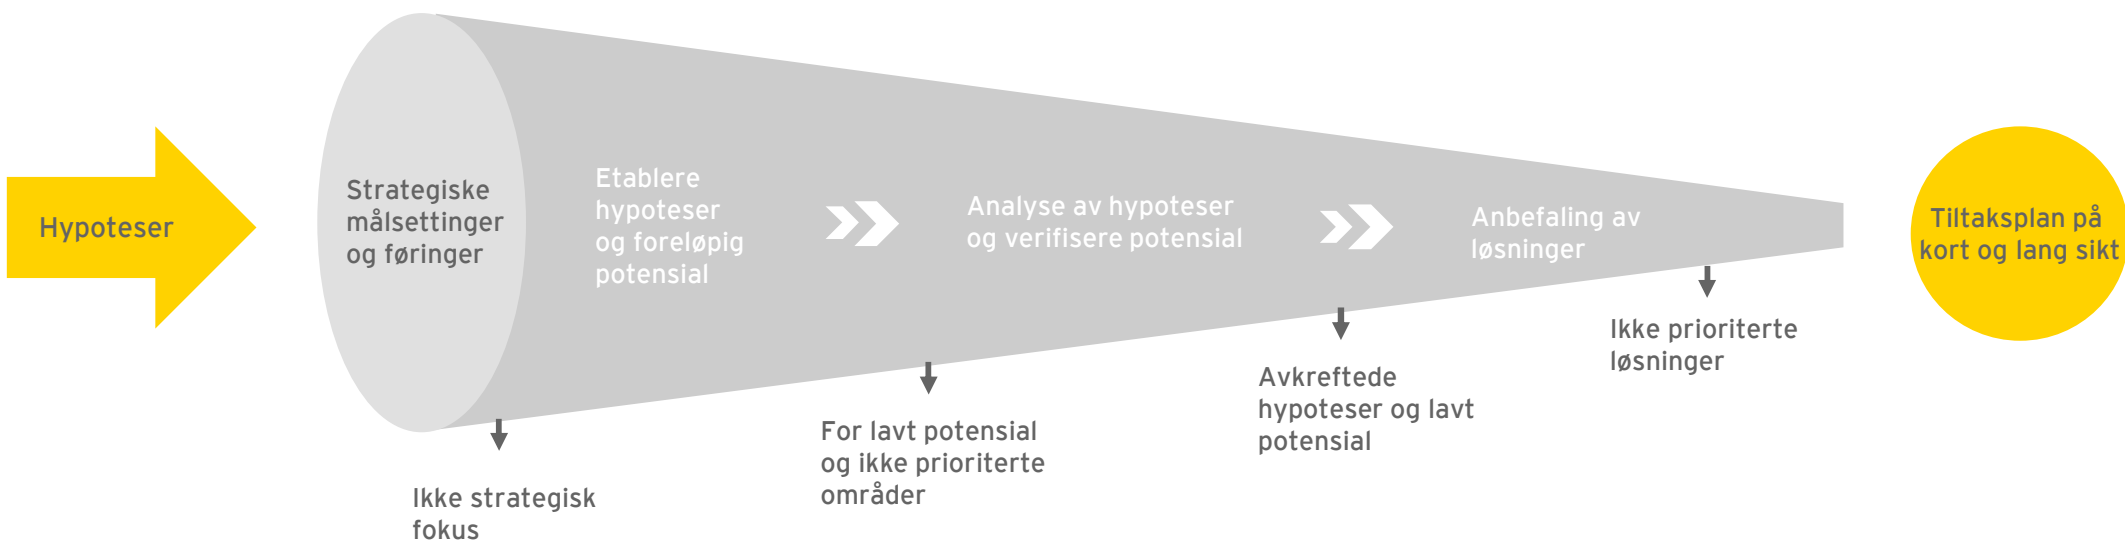 Hypoteser
Strategiske
målsettinger
og føringer
Etablere
hypoteser
og foreløpig
potensial
Analyse av hypoteser
og verifisere potensial
Anbefaling av
løsninger
Tiltaksplan på
kort og lang sikt
Ikke strategisk
fokus
For lavt potensial
og ikke prioriterte
områder
Avkreftede
hypoteser og lavt
potensial
Ikke prioriterte
løsninger